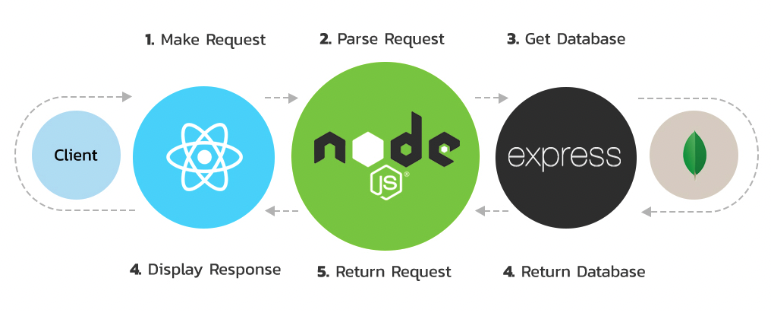 1. Make Request
2. Parse Request
3. Get Database
Client
node
JS
®
express
4. Display Response
5. Return Request
4. Return Database